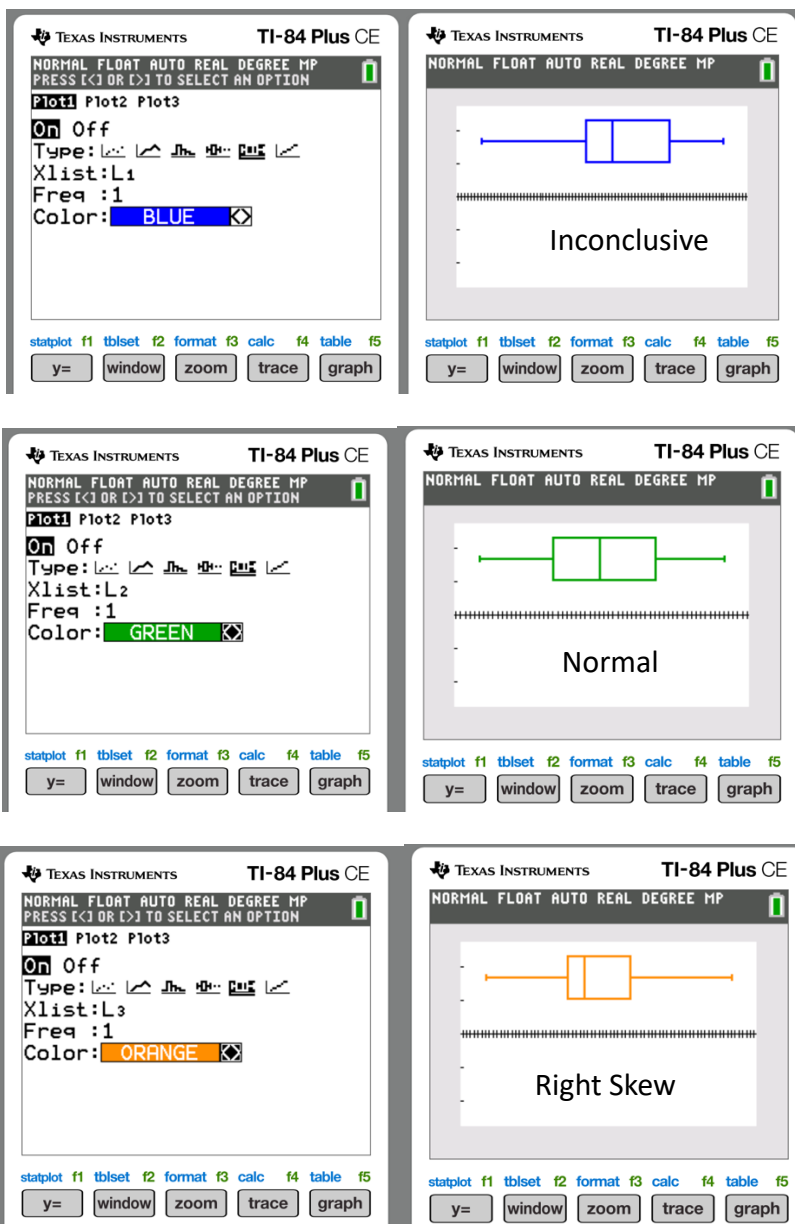 TEXAS INSTRUMENTS TI-84 Plus CE
NORMAL FLOAT AUTO REAL DEGREE MP
PRESS [<] OR [>] TO SELECT AN OPTION
Plot1 Plot2 Plot3
On Off
Type:
Xlist:L1
Freq :1
Color: BLUE
statplot f1 tblset f2 format f3 calc f4 table f5
y= window zoom trace graph
TEXAS INSTRUMENTS TI-84 Plus CE
NORMAL FLOAT AUTO REAL DEGREE MP
Inconclusive
statplot f1 tblset f2 format f3 calc f4 table f5
y= window zoom trace graph
TEXAS INSTRUMENTS TI-84 Plus CE
NORMAL FLOAT AUTO REAL DEGREE MP
PRESS [<] OR [>] TO SELECT AN OPTION
Plot1 Plot2 Plot3
On Off
Type:
Xlist:L2
Freq :1
Color: GREEN
statplot f1 tblset f2 format f3 calc f4 table f5
y= window zoom trace graph
TEXAS INSTRUMENTS TI-84 Plus CE
NORMAL FLOAT AUTO REAL DEGREE MP
Normal
statplot f1 tblset f2 format f3 calc f4 table f5
y= window zoom trace graph
TEXAS INSTRUMENTS TI-84 Plus CE
NORMAL FLOAT AUTO REAL DEGREE MP
PRESS [<] OR [>] TO SELECT AN OPTION
Plot1 Plot2 Plot3
On Off
Type:
Xlist:L3
Freq :1
Color: ORANGE
statplot f1 tblset f2 format f3 calc f4 table f5
y= window zoom trace graph
TEXAS INSTRUMENTS TI-84 Plus CE
NORMAL FLOAT AUTO REAL DEGREE MP
Right Skew
statplot f1 tblset f2 format f3 calc f4 table f5
y= window zoom trace graph